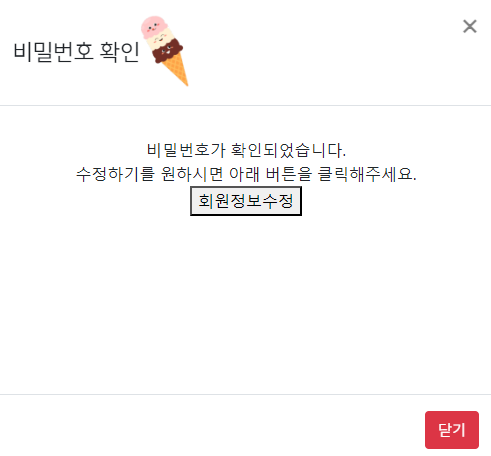 비밀번호 확인
×
비밀번호가 확인되었습니다.
수정하기를 원하시면 아래 버튼을 클릭해주세요.
회원정보수정
닫기